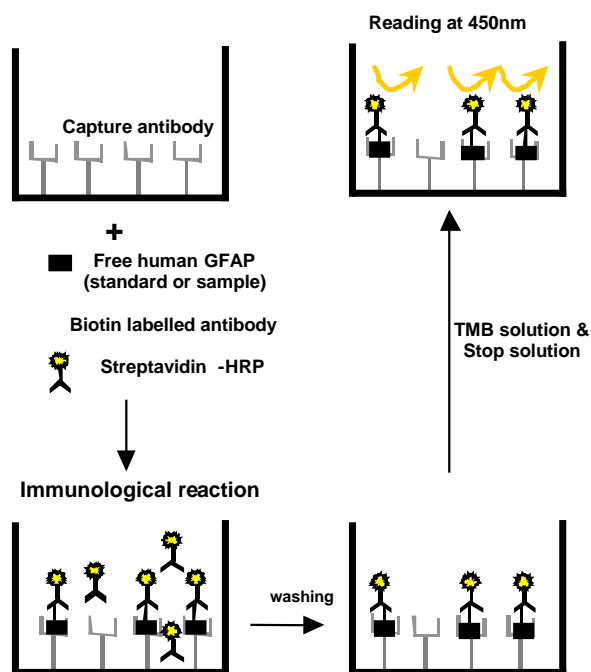 Capture antibody
+
Free human GFAP
(standard or sample)
Biotin labelled antibody
Streptavidin -HRP
Immunological reaction
washing
TMB solution &
Stop solution
Reading at 450nm